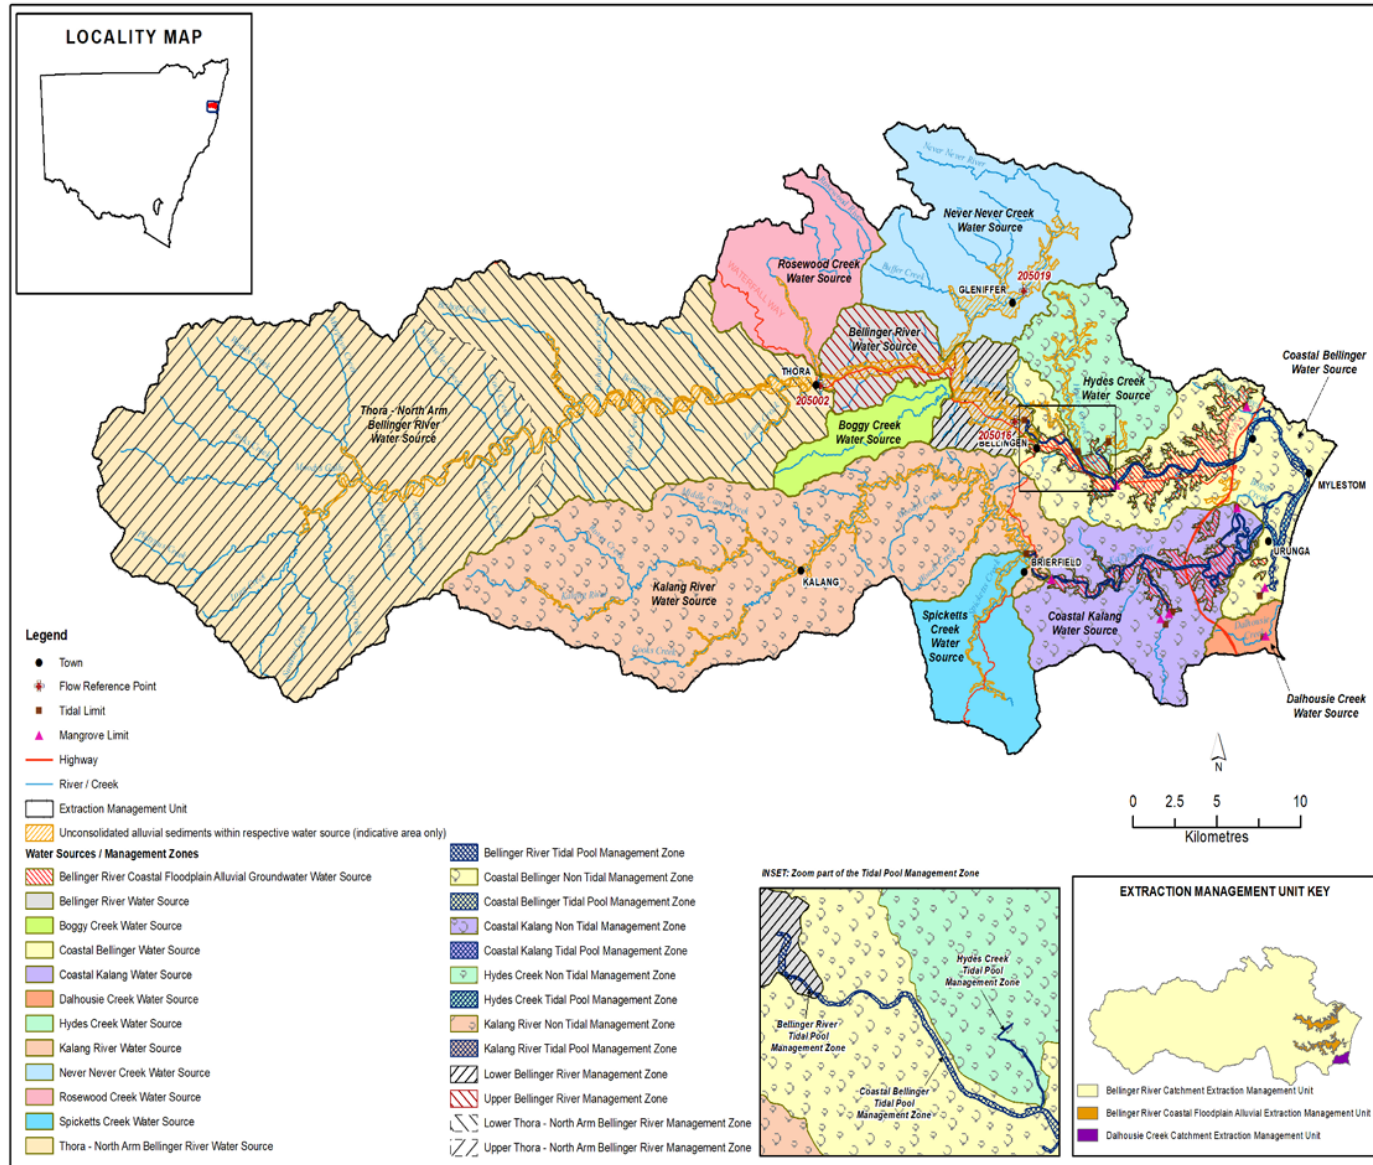 LOCALITY MAP
Never Never River
Never Never Creek
Water Source
Rosewood River
Rosewood Creek
Water Source
WATERFALL WAY
Buffer Creek
205019
GLENIFFER
Bellinger River
Water Source
Coastal Bellinger
Water Source
Hydes Creek
Water Source
THORA
205002
Thora - North Arm
Bellinger River
Water Source
Boggy Creek
Water Source
205016
BELLINGEN
MYLESTOM
URUNGA
BRIERFIELD
KALANG
Kalang River
Water Source
Spicketts
Creek
Water
Source
Coastal Kalang
Water Source
Dalhousie
Creek
Dalhousie Creek
Water Source
N
0 2.5 5 10
Kilometres
Legend
Town
Flow Reference Point
Tidal Limit
Mangrove Limit
Highway
River / Creek
Extraction Management Unit
Unconsolidated alluvial sediments within respective water source (indicative area only)
Water Sources / Management Zones
Bellinger River Coastal Floodplain Alluvial Groundwater Water Source
Bellinger River Water Source
Boggy Creek Water Source
Coastal Bellinger Water Source
Coastal Kalang Water Source
Dalhousie Creek Water Source
Hydes Creek Water Source
Kalang River Water Source
Never Never Creek Water Source
Rosewood Creek Water Source
Spicketts Creek Water Source
Thora - North Arm Bellinger River Water Source
Bellinger River Tidal Pool Management Zone
Coastal Bellinger Non Tidal Management Zone
Coastal Bellinger Tidal Pool Management Zone
Coastal Kalang Non Tidal Management Zone
Coastal Kalang Tidal Pool Management Zone
Hydes Creek Non Tidal Management Zone
Hydes Creek Tidal Pool Management Zone
Kalang River Non Tidal Management Zone
Kalang River Tidal Pool Management Zone
Lower Bellinger River Management Zone
Upper Bellinger River Management Zone
Lower Thora - North Arm Bellinger River Management Zone
Upper Thora - North Arm Bellinger River Management Zone
INSET: Zoom part of the Tidal Pool Management Zone
Hydes Creek
Tidal Pool
Management Zone
Bellinger River
Tidal Pool
Management Zone
Coastal Bellinger
Tidal Pool
Management Zone
EXTRACTION MANAGEMENT UNIT KEY
Bellinger River Catchment Extraction Management Unit
Bellinger River Coastal Floodplain Alluvial Extraction Management Unit
Dalhousie Creek Catchment Extraction Management Unit